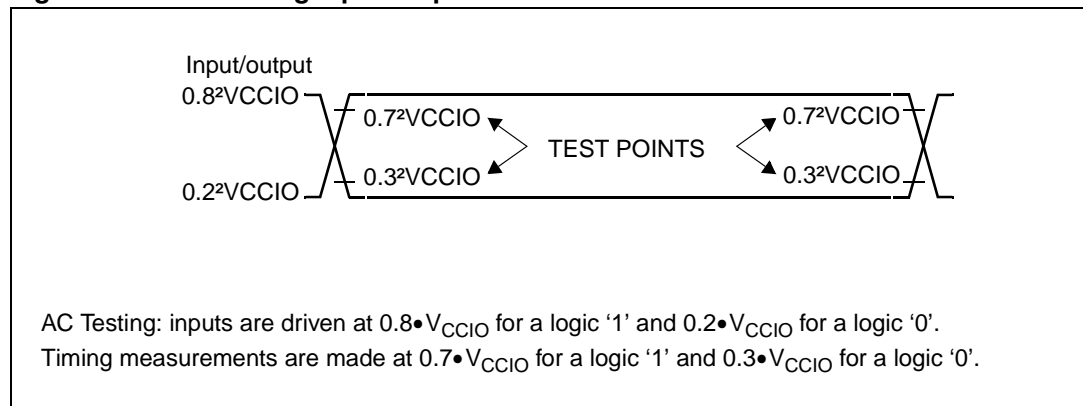 Input/output
0.8²VCCIO
0.7²VCCIO
0.7²VCCIO
TEST POINTS
0.3²VCCIO
0.3²VCCIO
0.2²VCCIO
AC Testing: inputs are driven at 0.8•VCCIO for a logic ‘1’ and 0.2•VCCIO for a logic ‘0’.
Timing measurements are made at 0.7•VCCIO for a logic ‘1’ and 0.3•VCCIO for a logic ‘0’.